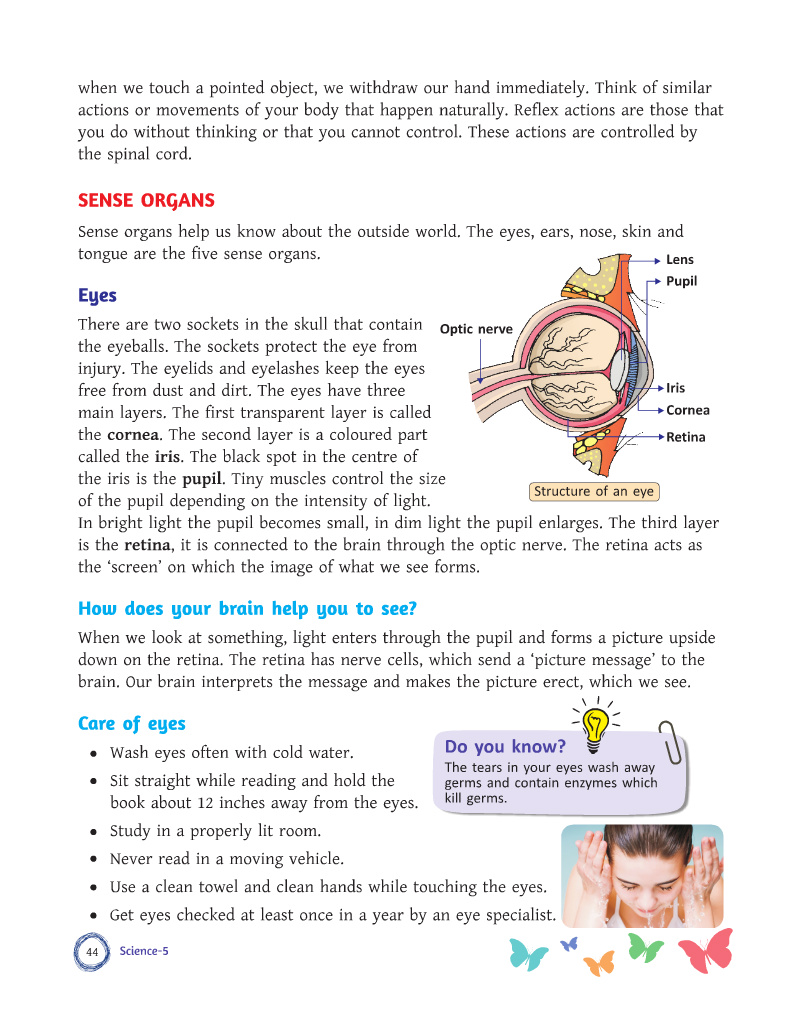 when we touch a pointed object, we withdraw our hand immediately. Think of similar
actions or movements of your body that happen naturally. Reflex actions are those that
you do without thinking or that you cannot control. These actions are controlled by
the spinal cord.
SENSE ORGANS
Sense organs help us know about the outside world. The eyes, ears, nose, skin and
tongue are the five sense organs.
Eyes
There are two sockets in the skull that contain
the eyeballs. The sockets protect the eye from
injury. The eyelids and eyelashes keep the eyes
free from dust and dirt. The eyes have three
main layers. The first transparent layer is called
the cornea. The second layer is a coloured part
called the iris. The black spot in the centre of
the iris is the pupil. Tiny muscles control the size
of the pupil depending on the intensity of light.
In bright light the pupil becomes small, in dim light the pupil enlarges. The third layer
is the retina, it is connected to the brain through the optic nerve. The retina acts as
the ‘screen’ on which the image of what we see forms.
Lens
Pupil
Optic nerve
Iris
Cornea
Retina
Structure of an eye
How does your brain help you to see?
When we look at something, light enters through the pupil and forms a picture upside
down on the retina. The retina has nerve cells, which send a ‘picture message’ to the
brain. Our brain interprets the message and makes the picture erect, which we see.
Care of eyes
• Wash eyes often with cold water.
• Sit straight while reading and hold the
book about 12 inches away from the eyes.
• Study in a properly lit room.
• Never read in a moving vehicle.
• Use a clean towel and clean hands while touching the eyes.
• Get eyes checked at least once in a year by an eye specialist.
Do you know?
The tears in your eyes wash away
germs and contain enzymes which
kill germs.
44
Science-5